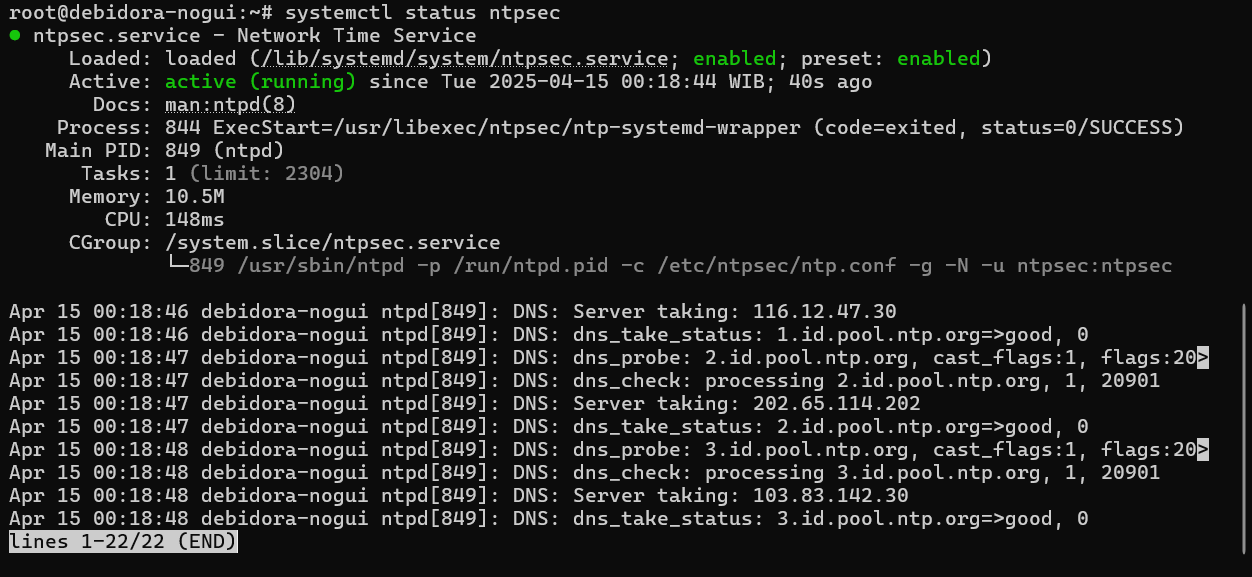 root@debidora-nogui:~# systemctl status ntpsec
● ntpsec.service - Network Time Service
     Loaded: loaded (/lib/systemd/system/ntpsec.service; enabled; preset: enabled)
     Active: active (running) since Tue 2025-04-15 00:18:44 WIB; 40s ago
       Docs: man:ntpd(8)
    Process: 844 ExecStart=/usr/libexec/ntpsec/ntp-systemd-wrapper (code=exited, status=0/SUCCESS)
   Main PID: 849 (ntpd)
      Tasks: 1 (limit: 2304)
     Memory: 10.5M
        CPU: 148ms
     CGroup: /system.slice/ntpsec.service
             └─849 /usr/sbin/ntpd -p /run/ntpd.pid -c /etc/ntpsec/ntp.conf -g -N -u ntpsec:ntpsec

Apr 15 00:18:46 debidora-nogui ntpd[849]: DNS: Server taking: 116.12.47.30
Apr 15 00:18:46 debidora-nogui ntpd[849]: DNS: dns_take_status: 1.id.pool.ntp.org=>good, 0
Apr 15 00:18:47 debidora-nogui ntpd[849]: DNS: dns_probe: 2.id.pool.ntp.org, cast_flags:1, flags:20>
Apr 15 00:18:47 debidora-nogui ntpd[849]: DNS: dns_check: processing 2.id.pool.ntp.org, 1, 20901
Apr 15 00:18:47 debidora-nogui ntpd[849]: DNS: Server taking: 202.65.114.202
Apr 15 00:18:47 debidora-nogui ntpd[849]: DNS: dns_take_status: 2.id.pool.ntp.org=>good, 0
Apr 15 00:18:48 debidora-nogui ntpd[849]: DNS: dns_probe: 3.id.pool.ntp.org, cast_flags:1, flags:20>
Apr 15 00:18:48 debidora-nogui ntpd[849]: DNS: dns_check: processing 3.id.pool.ntp.org, 1, 20901
Apr 15 00:18:48 debidora-nogui ntpd[849]: DNS: Server taking: 103.83.142.30
Apr 15 00:18:48 debidora-nogui ntpd[849]: DNS: dns_take_status: 3.id.pool.ntp.org=>good, 0
lines 1-22/22 (END)